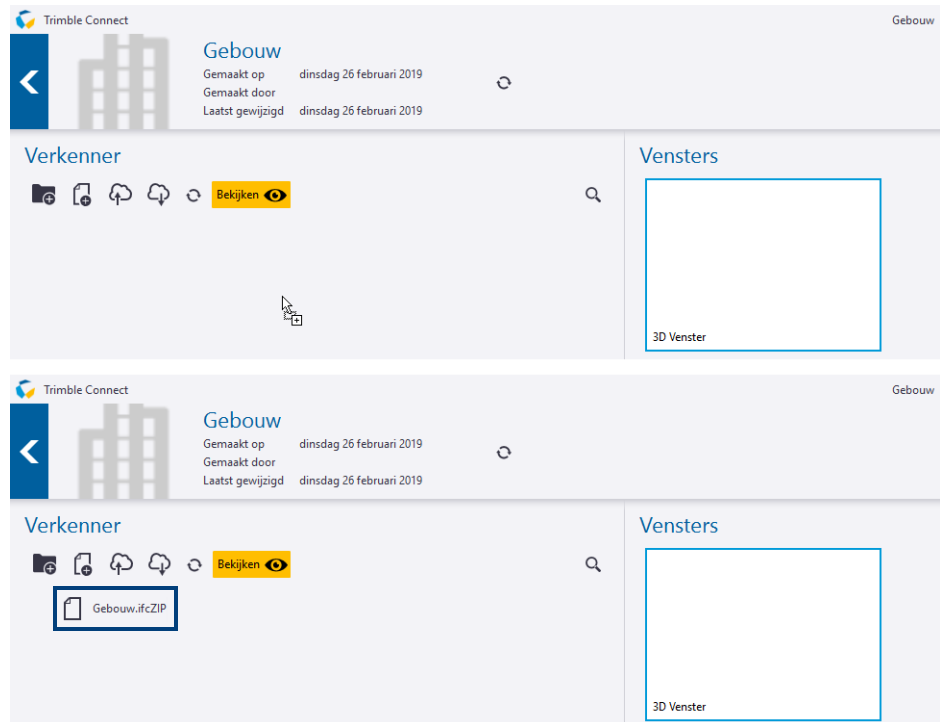 Trimble Connect Gebouw
Gebouw
Gemaakt op dinsdag 26 februari 2019
Gemaakt door
Laatst gewijzigd dinsdag 26 februari 2019
Verkenner
Vensters
Bekijken
3D Venster
Trimble Connect Gebouw
Gebouw
Gemaakt op dinsdag 26 februari 2019
Gemaakt door
Laatst gewijzigd dinsdag 26 februari 2019
Verkenner
Vensters
Bekijken
Gebouw.ifcZIP
3D Venster